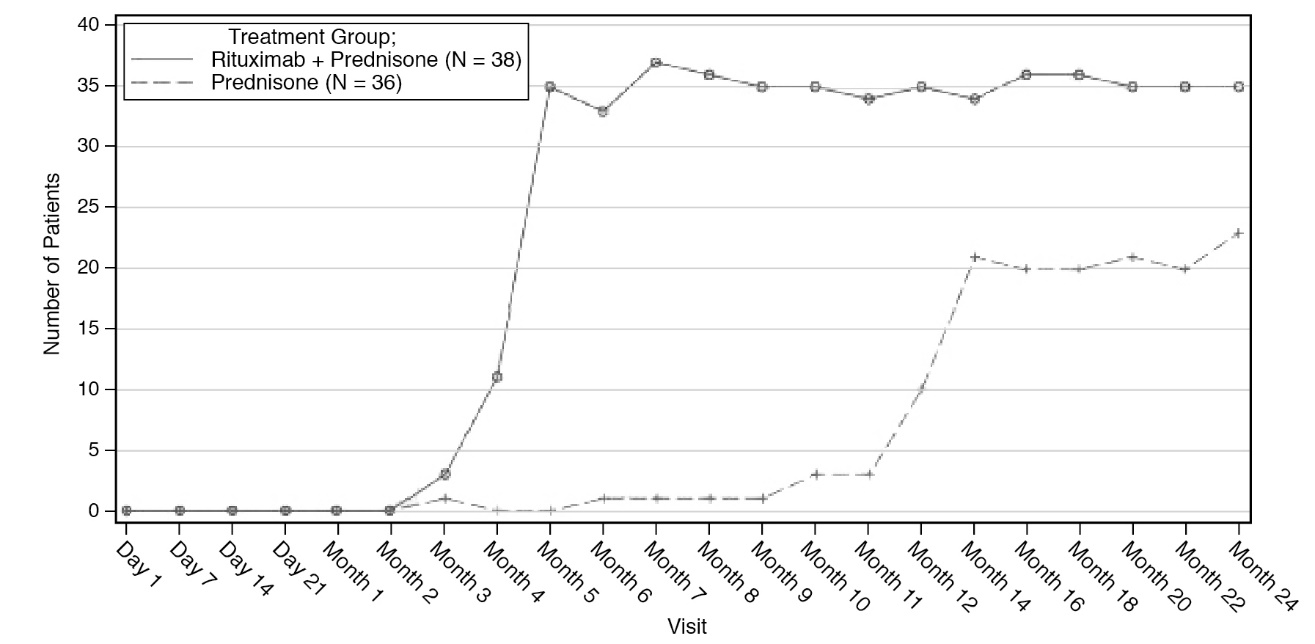 Treatment Group;
Rituximab + Prednisone (N = 38)
Prednisone (N = 36)
40
35
30
25
20
15
10
5
0
Number of Patients
Day 1
Day 7
Day 14
Day 21
Month 1
Month 2
Month 3
Month 4
Month 5
Month 6
Month 7
Month 8
Month 9
Month 10
Month 11
Month 12
Month 14
Month 16
Month 18
Month 20
Month 22
Month 24
Visit